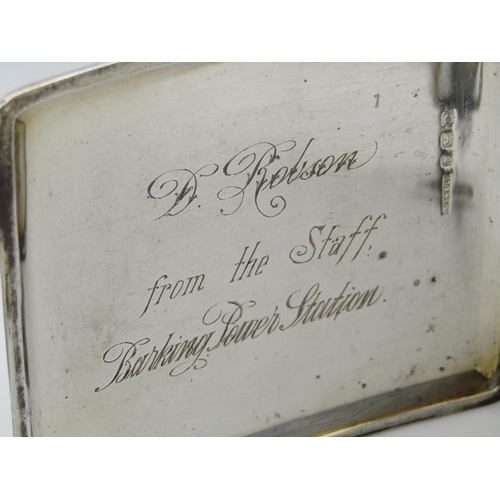 D. Robson
from the Staff.
Barking Power Station.